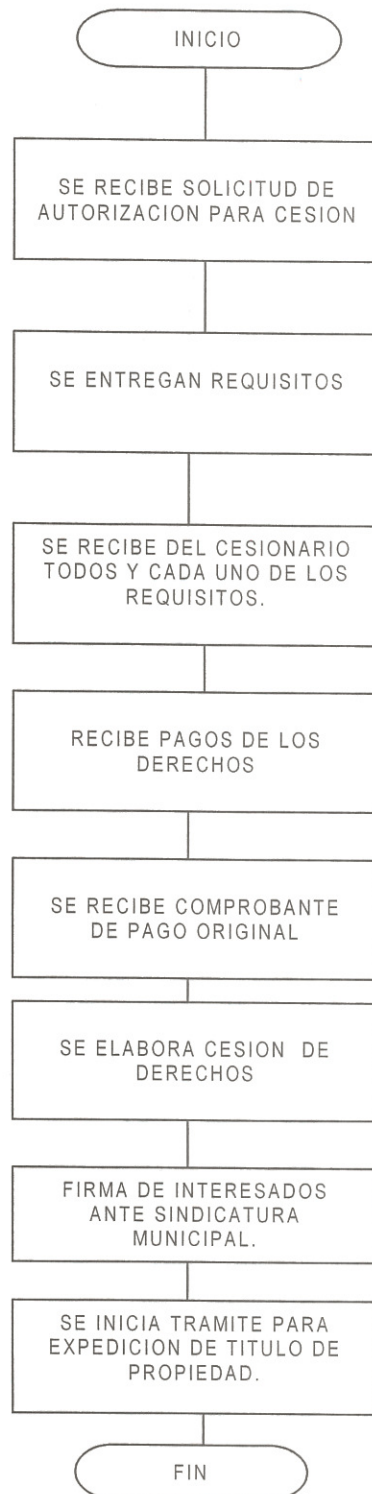 INICIO
SE RECIBE SOLICITUD DE
AUTORIZACION PARA CESION
SE ENTREGAN REQUISITOS
SE RECIBE DEL CESIONARIO
TODOS Y CADA UNO DE LOS
REQUISITOS.
RECIBE PAGOS DE LOS
DERECHOS
SE RECIBE COMPROBANTE
DE PAGO ORIGINAL
SE ELABORA CESION DE
DERECHOS
FIRMA DE INTERESADOS
ANTE SINDICATURA
MUNICIPAL.
SE INICIA TRAMITE PARA
EXPEDICION DE TITULO DE
PROPIEDAD.
FIN